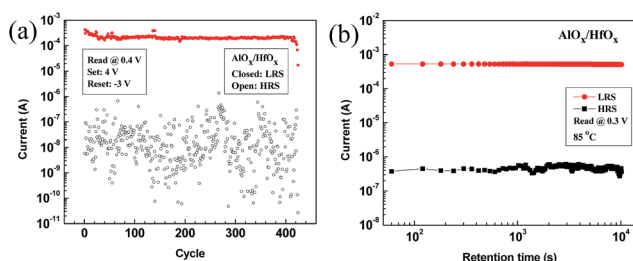 (a)
10⁻³
10⁻⁴
10⁻⁵
10⁻⁶
10⁻⁷
10⁻⁸
10⁻⁹
10⁻¹⁰
10⁻¹¹
Current (A)
Read @ 0.4 V
Set: 4 V
Reset: -3 V
AlOₓ/HfOₓ
Closed: LRS
Open: HRS
0 100 200 300 400
Cycle
(b)
10⁻²
10⁻³
10⁻⁴
10⁻⁵
10⁻⁶
10⁻⁷
Current (A)
AlOₓ/HfOₓ
LRS
HRS
Read @ 0.3 V
85 °C
10² 10³ 10⁴
Retention time (s)